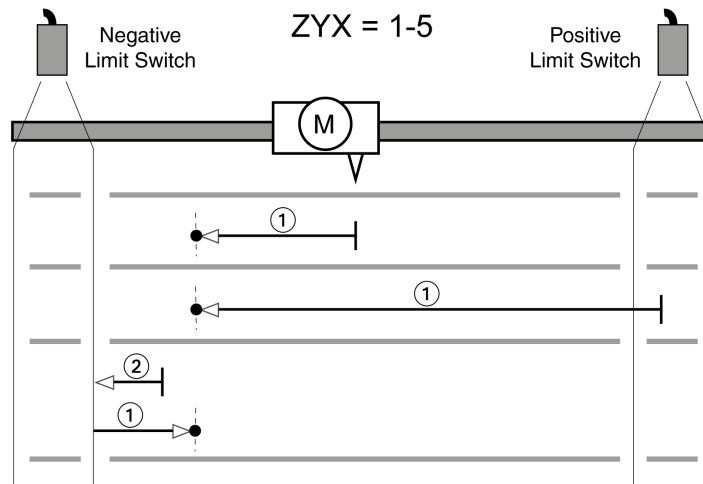 ZYX = 1-5
Negative
Limit Switch
Positive
Limit Switch
M
1
1
2
1